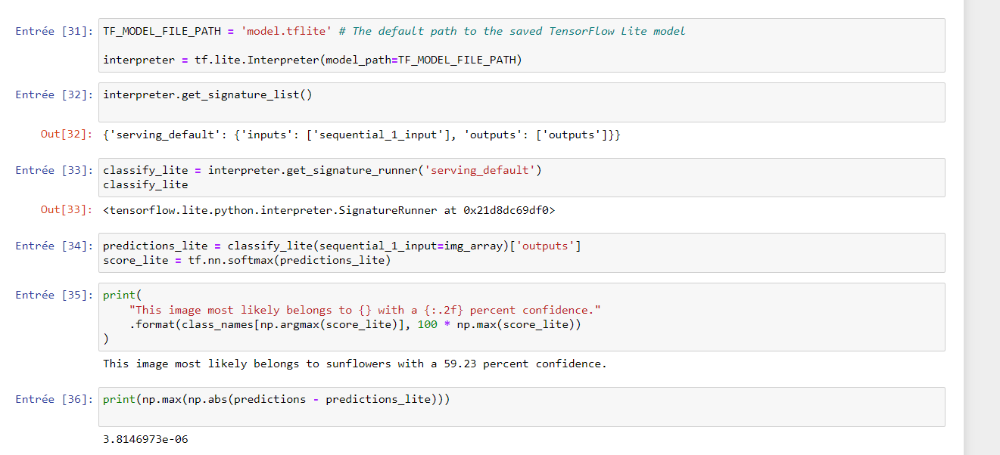 Entrée [31]: TF_MODEL_FILE_PATH = 'model.tflite' # The default path to the saved TensorFlow Lite model
interpreter = tf.lite.Interpreter(model_path=TF_MODEL_FILE_PATH)
Entrée [32]: interpreter.get_signature_list()
Out[32]: {'serving_default': {'inputs': ['sequential_1_input'], 'outputs': ['outputs']}}
Entrée [33]: classify_lite = interpreter.get_signature_runner('serving_default')
classify_lite
Out[33]: <tensorflow.lite.python.interpreter.SignatureRunner at 0x21d8dc69df0>
Entrée [34]: predictions_lite = classify_lite(sequential_1_input=img_array)['outputs']
score_lite = tf.nn.softmax(predictions_lite)
Entrée [35]: print(
    "This image most likely belongs to {} with a {:.2f} percent confidence."
    .format(class_names[np.argmax(score_lite)], 100 * np.max(score_lite))
)
This image most likely belongs to sunflowers with a 59.23 percent confidence.
Entrée [36]: print(np.max(np.abs(predictions - predictions_lite)))
3.8146973e-06